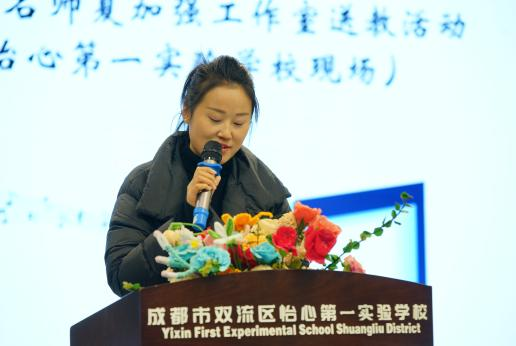 名师夏加强工作室送教活动
怡心第一实验学校现场）
成都市双流区怡心第一实验学校
Yixin First Experimental School Shuangliu District